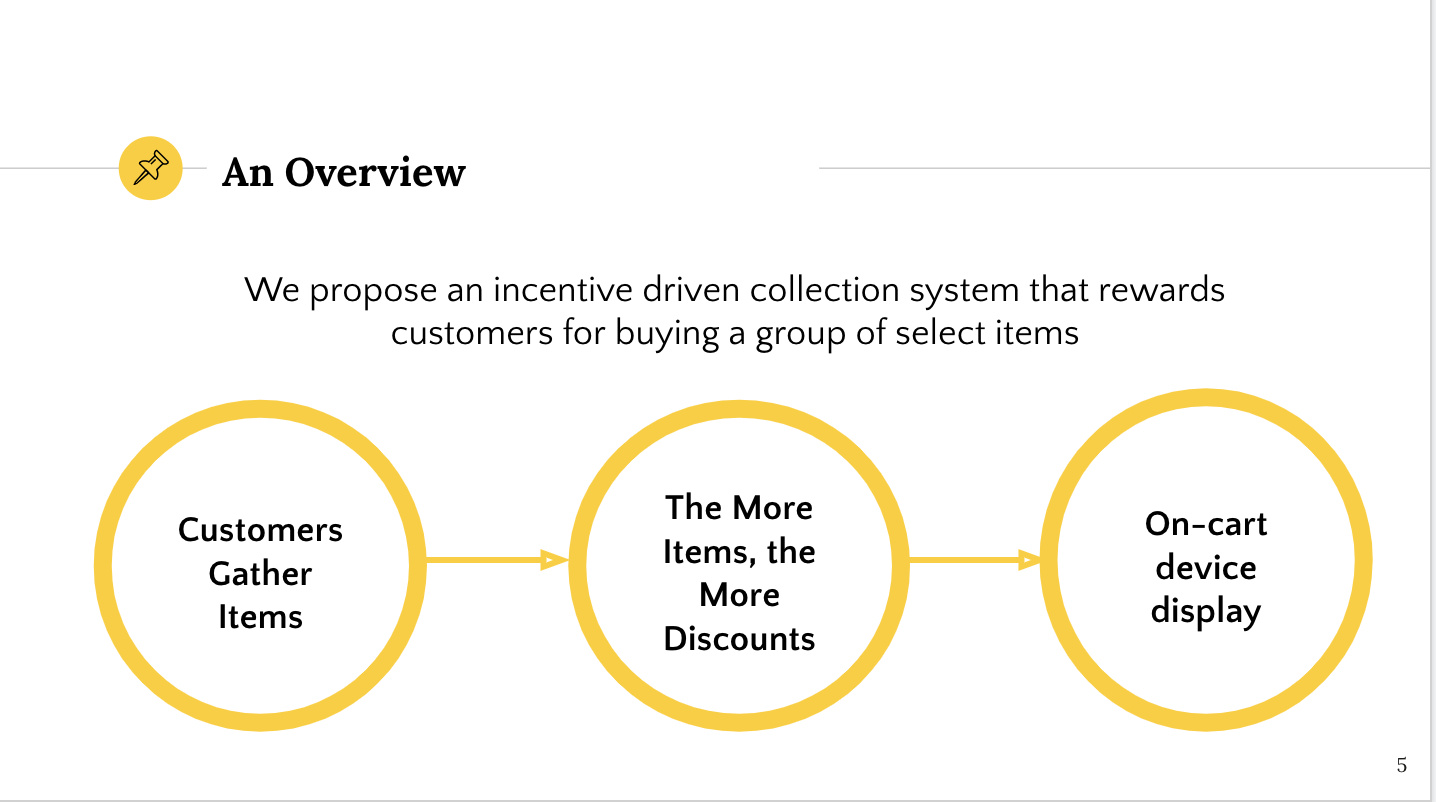 An Overview
We propose an incentive driven collection system that rewards
customers for buying a group of select items
Customers
Gather
Items
The More
Items, the
More
Discounts
On-cart
device
display
5